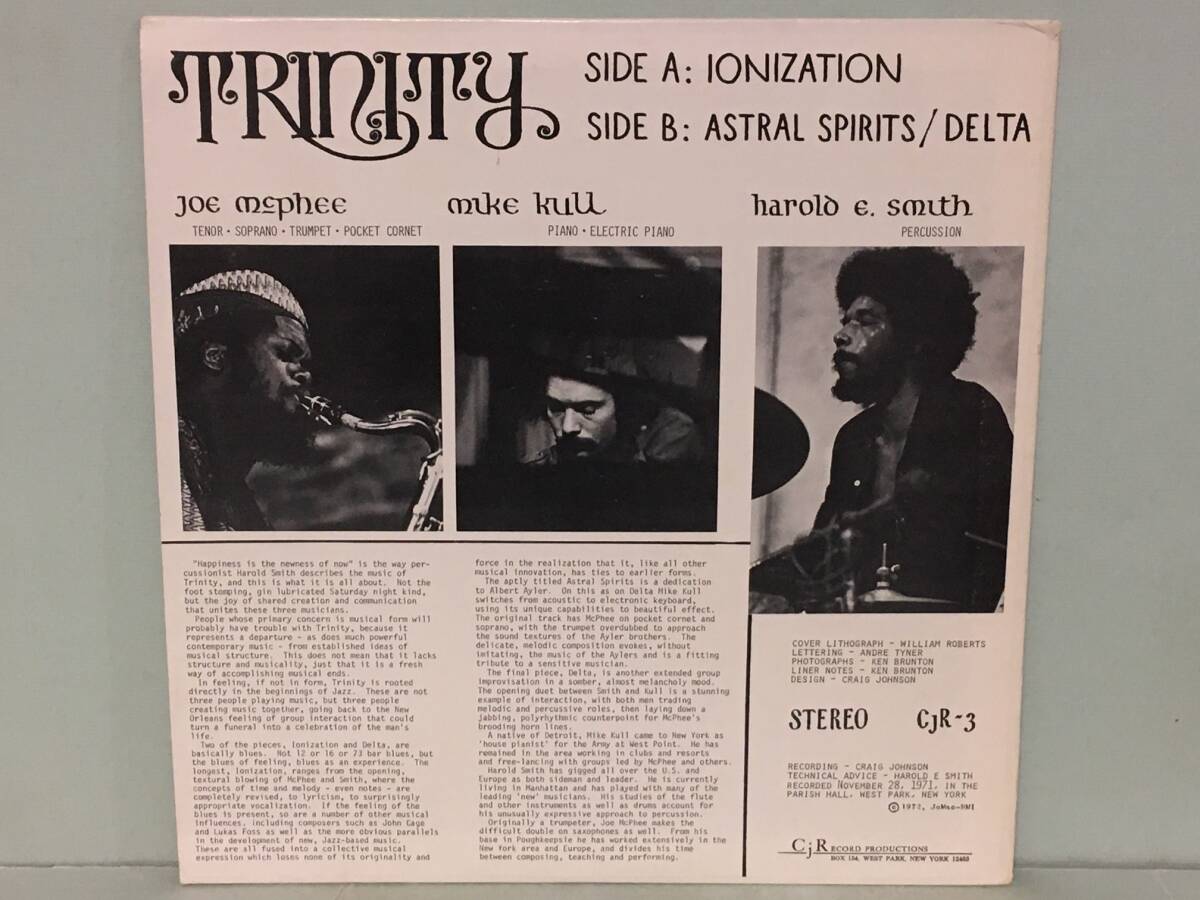 TRINITY
SIDE A: IONIZATION
SIDE B: ASTRAL SPIRITS/DELTA
Joe McPhee
TENOR · SOPRANO · TRUMPET · POCKET CORNET
Mike Kull
PIANO · ELECTRIC PIANO
Harold E. Smith
PERCUSSION
"Happiness is the newness of now" is the way per-
cussionist Harold Smith describes the music of
Trinity, and this is what it is all about. Not the
foot stomping, gin lubricated Saturday night kind,
but the joy of shared creation and communication
that unites these three musicians.
People whose primary concern is musical form will
probably have trouble with Trinity, because it
represents a departure - as does much powerful
contemporary music - from established ideas of
musical structure. This does not mean that it lacks
structure and musicality, just that it is a fresh
way of accomplishing musical ends.
In feeling, if not in form, Trinity is rooted
directly in the beginnings of Jazz. These are not
three people playing music, but three people
creating music together, going back to the New
Orleans feeling of group interaction that could
turn a funeral into a celebration of the man's
life.
Two of the pieces, Ionization and Delta, are
basically blues. Not 12 or 16 or 73 bar blues, but
the blues of feeling, blues as an experience. The
longest, Ionization, ranges from the opening,
textural blowing of McPhee and Smith, where the
concepts of time and melody - even notes - are
completely revised, to lyricism, to surprisingly
appropriate vocalization. If the feeling of the
blues is present, so are a number of other musical
influences, including composers such as John Cage
and Lukas Foss as well as the more obvious parallels
in the development of new, Jazz-based music.
These are all fused into a collective musical
expression which loses none of its originality and
force in the realization that it, like all other
musical innovation, has ties to earlier forms.
The aptly titled Astral Spirits is a dedication
to Albert Ayler. On this as on Delta Mike Kull
switches from acoustic to electronic keyboard,
using its unique capabilities to beautiful effect.
The original track has McPhee on pocket cornet and
soprano, with the trumpet overdubbed to approach
the sound textures of the Ayler brothers. The
delicate, melodic composition evokes, without
imitating, the music of the Aylers and is a fitting
tribute to a sensitive musician.
The final piece, Delta, is another extended group
improvisation in a somber, almost melancholy mood.
The opening duet between Smith and Kull is a stunning
example of interaction, with both men trading
melodic and percussive roles, then laying down a
jabbing, polyrhythmic counterpoint for McPhee's
brooding horn lines.
A native of Detroit, Mike Kull came to New York as
'house pianist' for the Army at West Point. He has
remained in the area working in clubs and resorts
and free-lancing with groups led by McPhee and others.
Harold Smith has gigged all over the U.S. and
Europe as both sideman and leader. He is currently
living in Manhattan and has played with many of the
leading 'new' musicians. His studies of the flute
and other instruments as well as drums account for
his unusually expressive approach to percussion.
Originally a trumpeter, Joe McPhee makes the
difficult double on saxophones as well. From his
base in Poughkeepsie he has worked extensively in the
New York area and Europe, and divides his time
between composing, teaching and performing.
COVER LITHOGRAPH - WILLIAM ROBERTS
LETTERING - ANDRE TYNER
PHOTOGRAPHS - KEN BRUNTON
LINER NOTES - KEN BRUNTON
DESIGN - CRAIG JOHNSON
STEREO CjR-3
RECORDING - CRAIG JOHNSON
TECHNICAL ADVICE - HAROLD E SMITH
RECORDED NOVEMBER 28, 1971, IN THE
PARISH HALL, WEST PARK, NEW YORK
© 1972, JoMac-BMI
CjRECORD PRODUCTIONS
BOX 154, WEST PARK, NEW YORK 12493